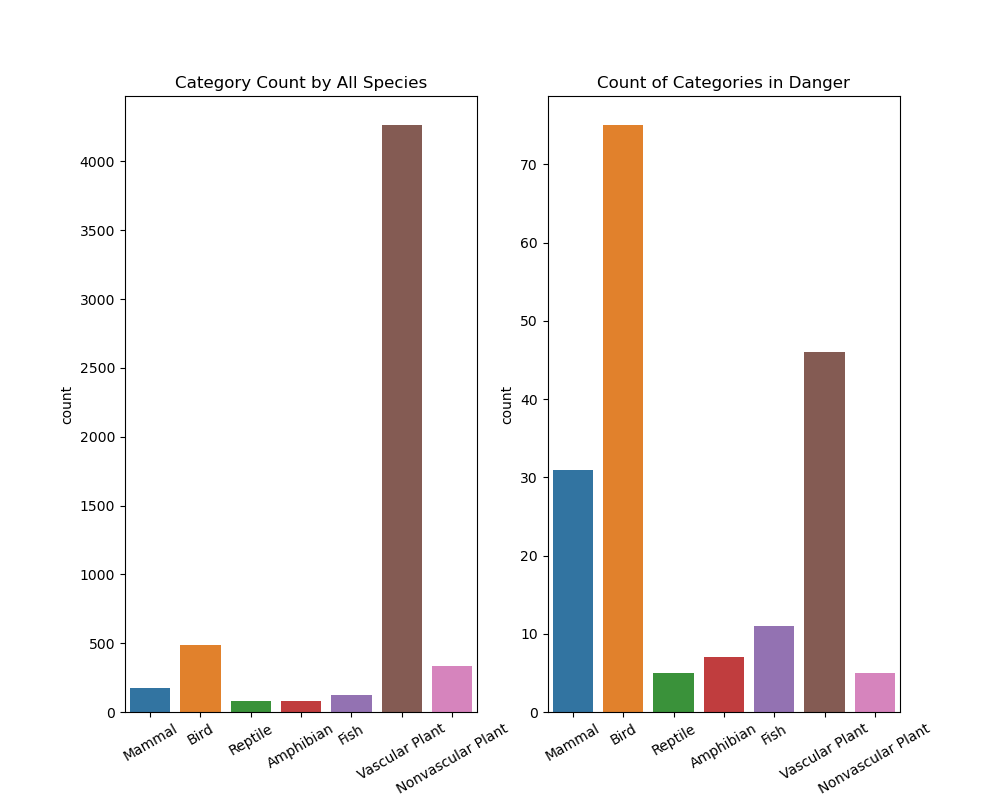 Category Count by All Species
count
4000
3500
3000
2500
2000
1500
1000
500
0
Mammal
Bird
Reptile
Amphibian
Fish
Vascular Plant
Nonvascular Plant
Count of Categories in Danger
count
70
60
50
40
30
20
10
0
Mammal
Bird
Reptile
Amphibian
Fish
Vascular Plant
Nonvascular Plant